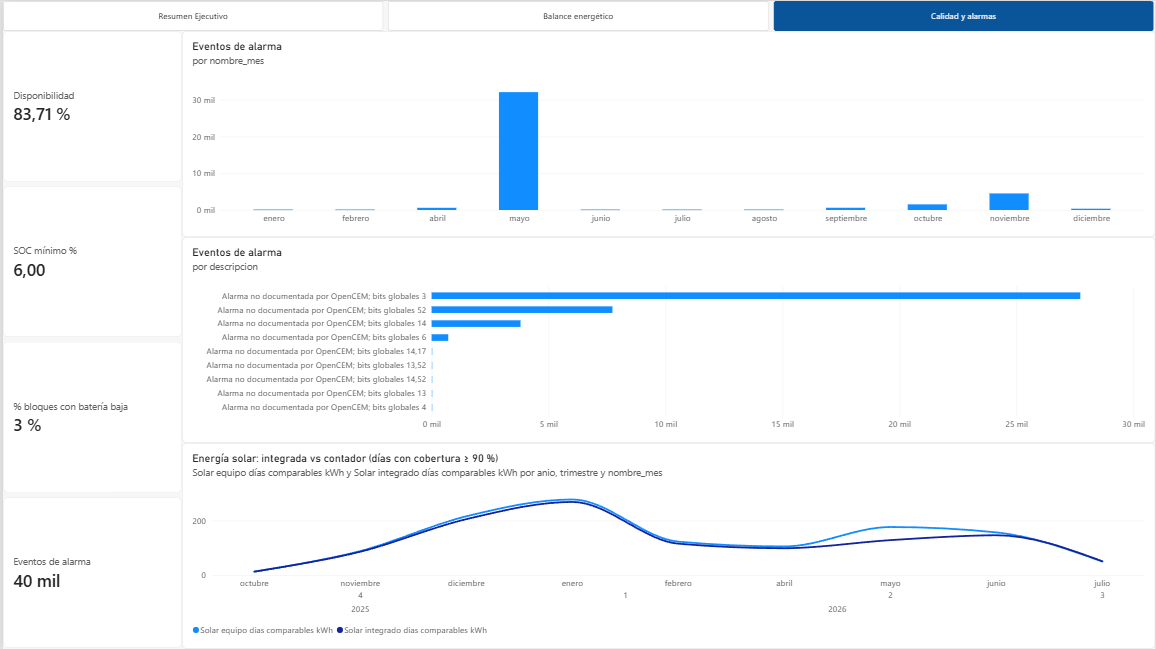 Resumen Ejecutivo
Balance energético
Calidad y alarmas
Disponibilidad
83,71 %
SOC mínimo %
6,00
% bloques con batería baja
3 %
Eventos de alarma
40 mil
Eventos de alarma
por nombre_mes
30 mil
20 mil
10 mil
0 mil
enero febrero abril mayo junio julio agosto septiembre octubre noviembre diciembre
Eventos de alarma
por descripcion
Alarma no documentada por OpenCEM; bits globales 3
Alarma no documentada por OpenCEM; bits globales 52
Alarma no documentada por OpenCEM; bits globales 14
Alarma no documentada por OpenCEM; bits globales 6
Alarma no documentada por OpenCEM; bits globales 14,17
Alarma no documentada por OpenCEM; bits globales 13,52
Alarma no documentada por OpenCEM; bits globales 14,52
Alarma no documentada por OpenCEM; bits globales 13
Alarma no documentada por OpenCEM; bits globales 4
0 mil 5 mil 10 mil 15 mil 20 mil 25 mil 30 mil
Energía solar: integrada vs contador (días con cobertura ≥ 90 %)
Solar equipo días comparables kWh y Solar integrado días comparables kWh por anio, trimestre y nombre_mes
200
0
octubre noviembre diciembre enero febrero abril mayo junio julio
4 1 2 3
2025 2026
Solar equipo días comparables kWh Solar integrado días comparables kWh